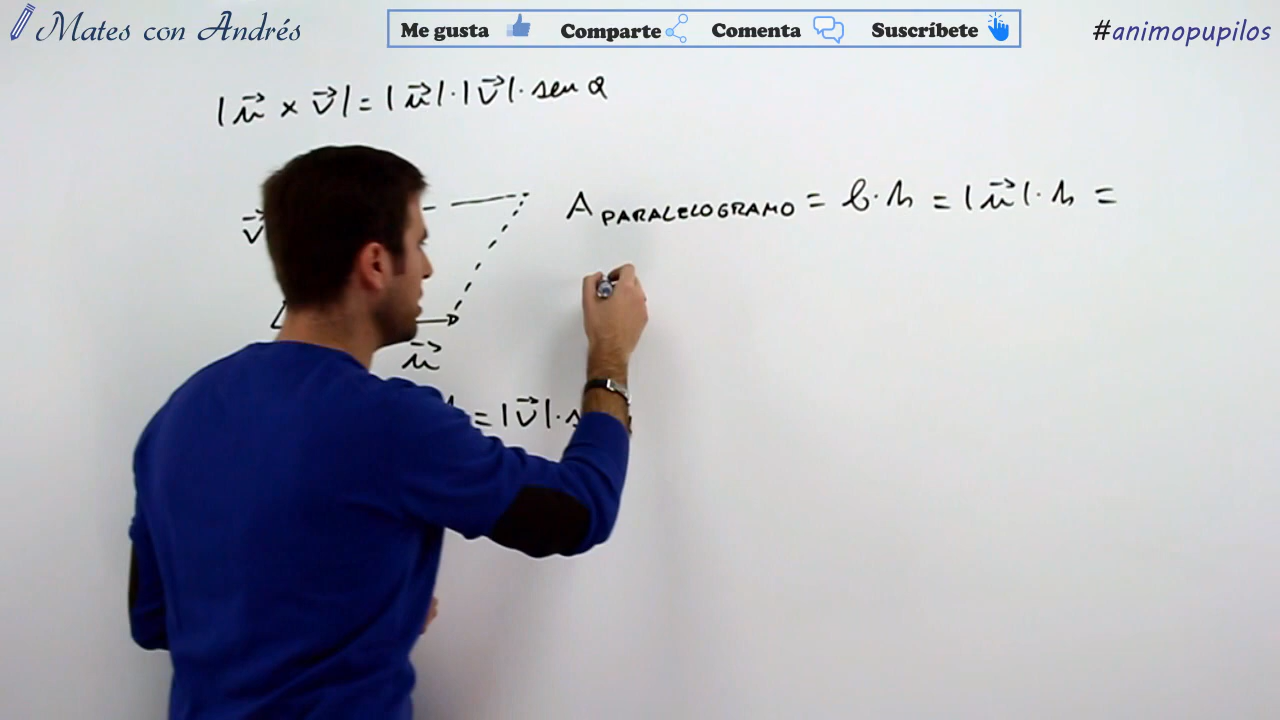 Mates con Andrés
Me gusta Comparte Comenta Suscríbete
#animopupilos
|u⃗ × v⃗| = |u⃗|·|v⃗|· sen α
A PARALELOGRAMO = b·h = |u⃗|·h =
v⃗
u⃗
= |v⃗|·